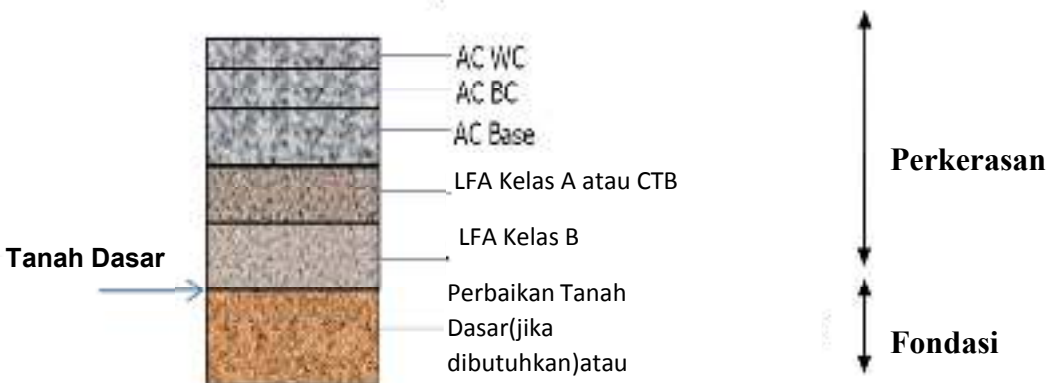 AC WC
AC BC
AC Base
LFA Kelas A atau CTB
LFA Kelas B
Tanah Dasar
Perbaikan Tanah
Dasar(jika
dibutuhkan)atau
Perkerasan
Fondasi